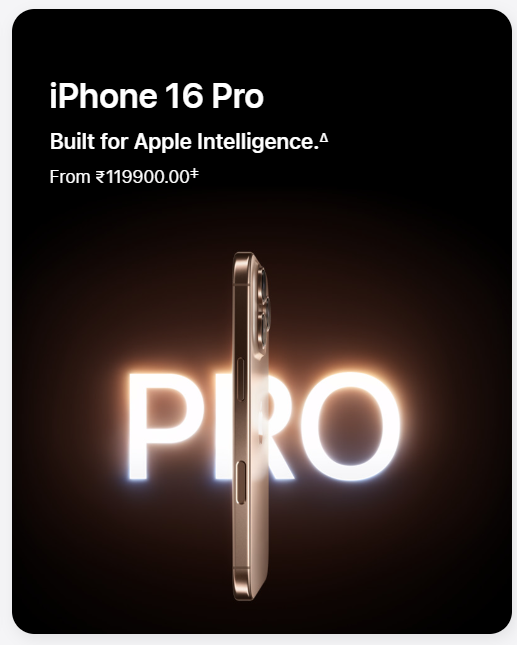 iPhone 16 Pro
Built for Apple Intelligence.Δ
From ₹119900.00‡
PRO